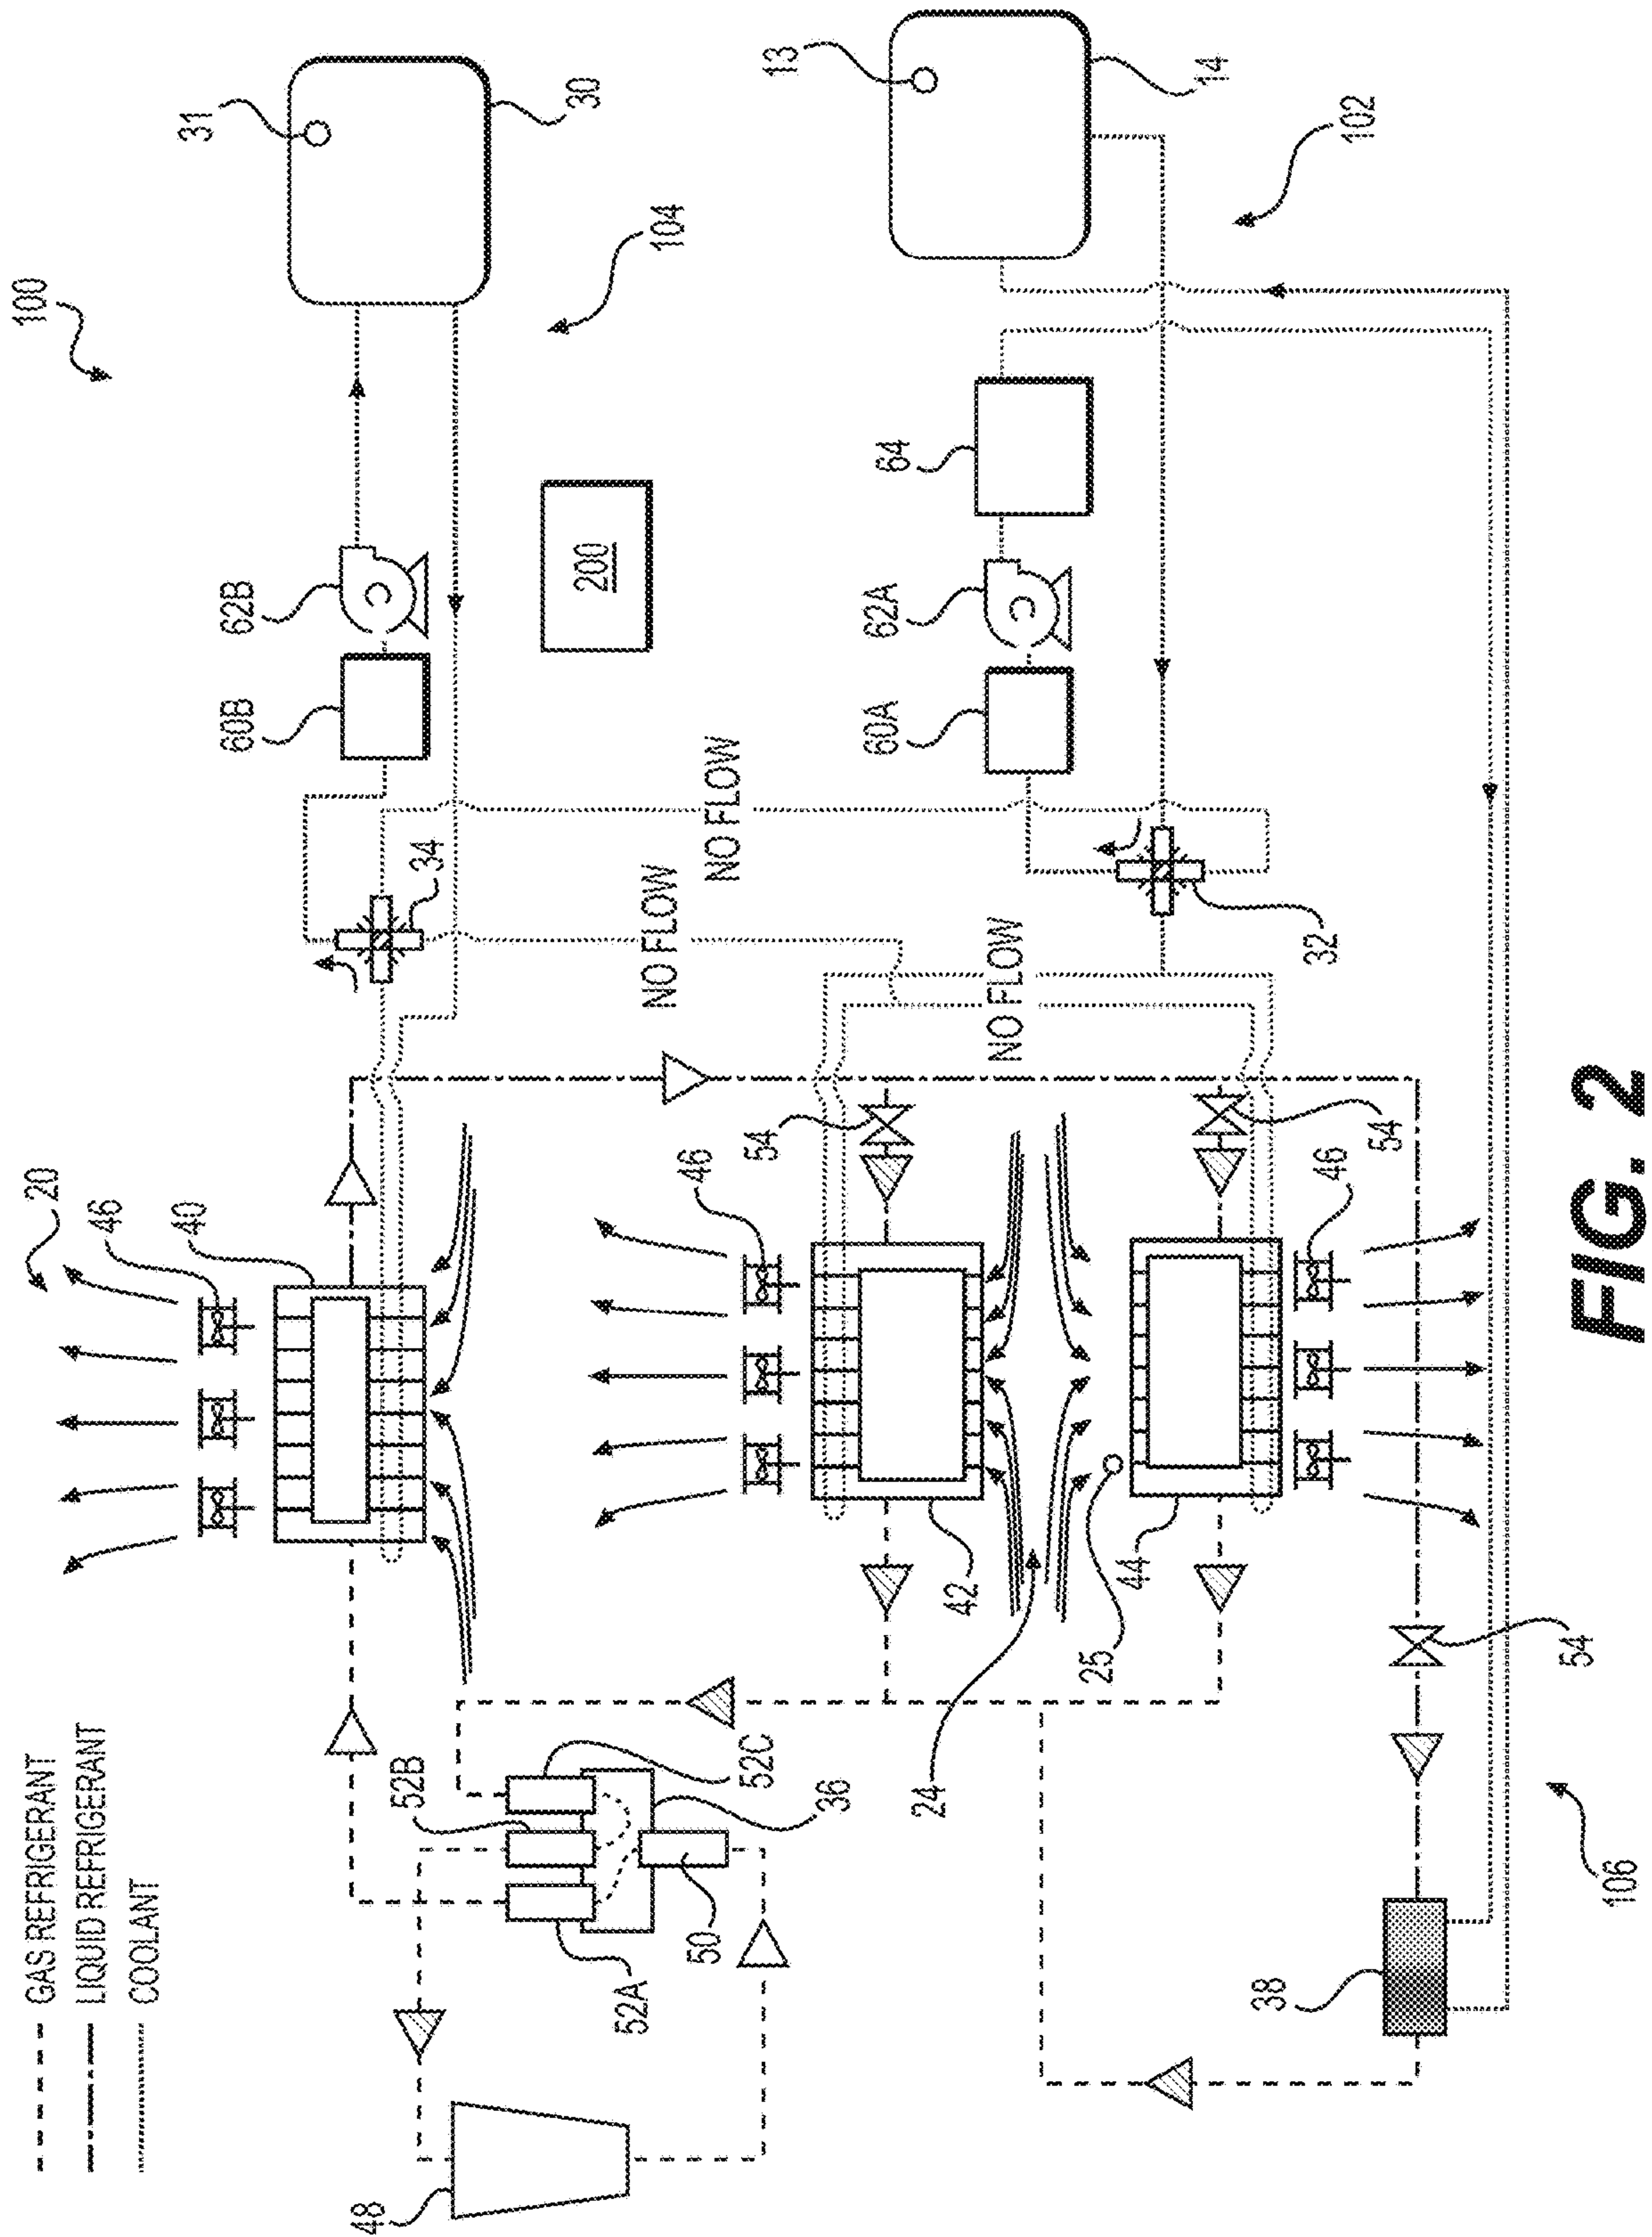 GAS REFRIGERANT
LIQUID REFRIGERANT
COOLANT
100
31
30
104
13
14
102
62B
60B
200
64
62A
60A
34
32
NO FLOW
NO FLOW
NO FLOW
20
46
40
46
54
54
46
42
44
25
24
54
52B
52C
36
50
52A
48
38
106
FIG. 2